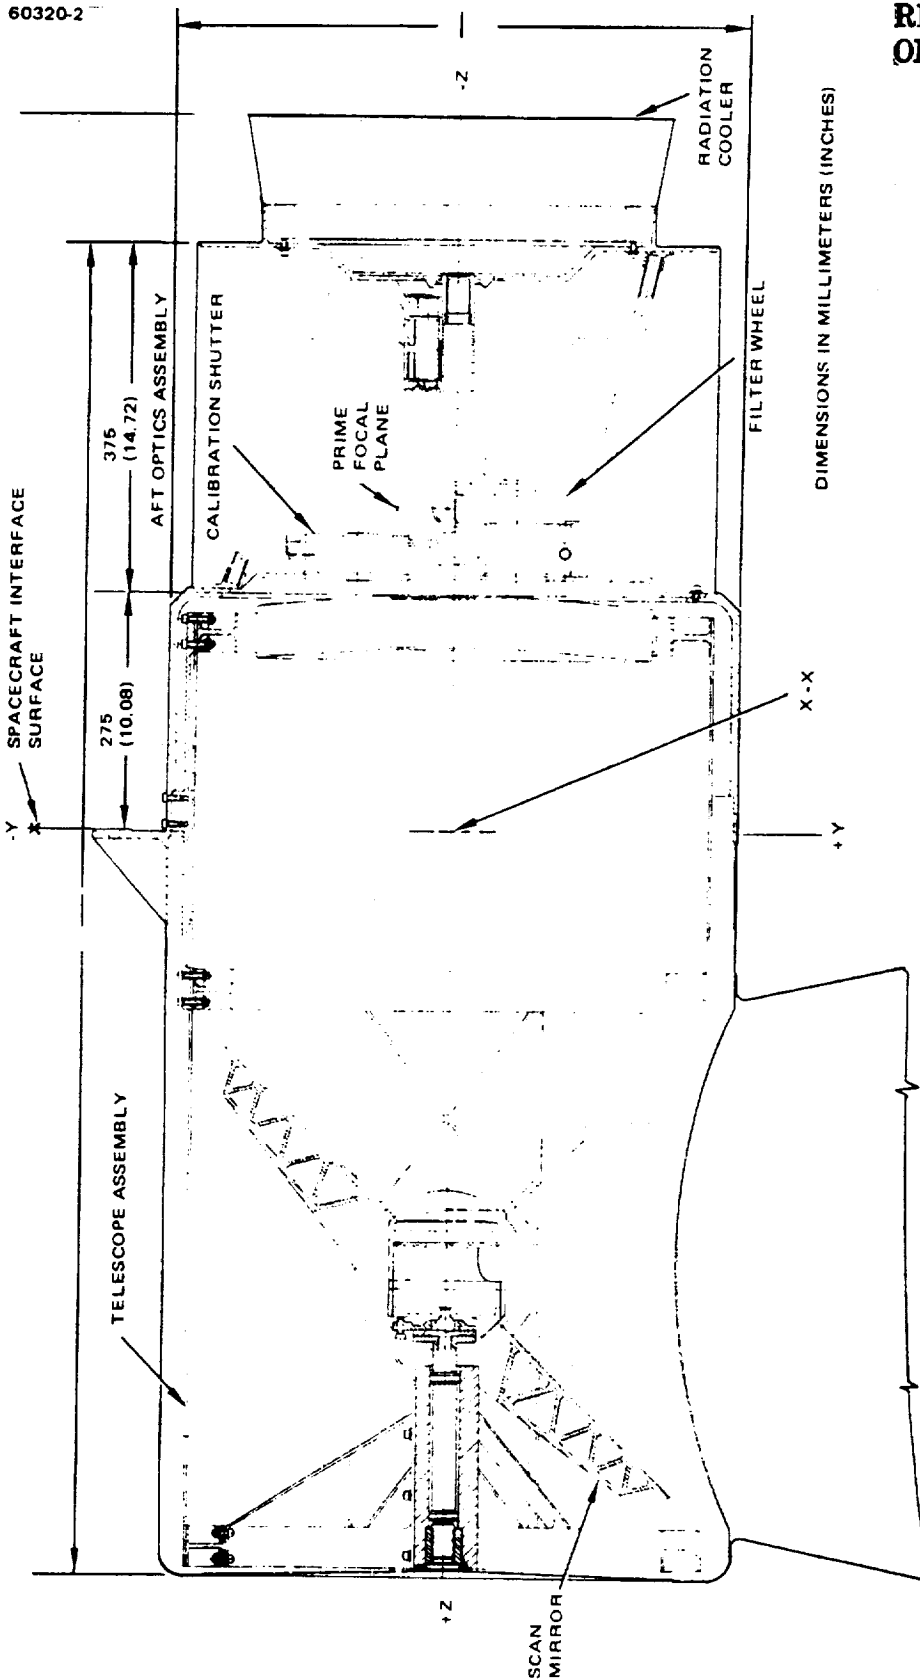 60320-2
SPACECRAFT INTERFACE
SURFACE
-Y
X
275
(10.08)
375
(14.72)
AFT OPTICS ASSEMBLY
TELESCOPE ASSEMBLY
CALIBRATION SHUTTER
PRIME
FOCAL
PLANE
-Z
RADIATION
COOLER
FILTER WHEEL
DIMENSIONS IN MILLIMETERS (INCHES)
X-X
+Y
+Z
SCAN
MIRROR